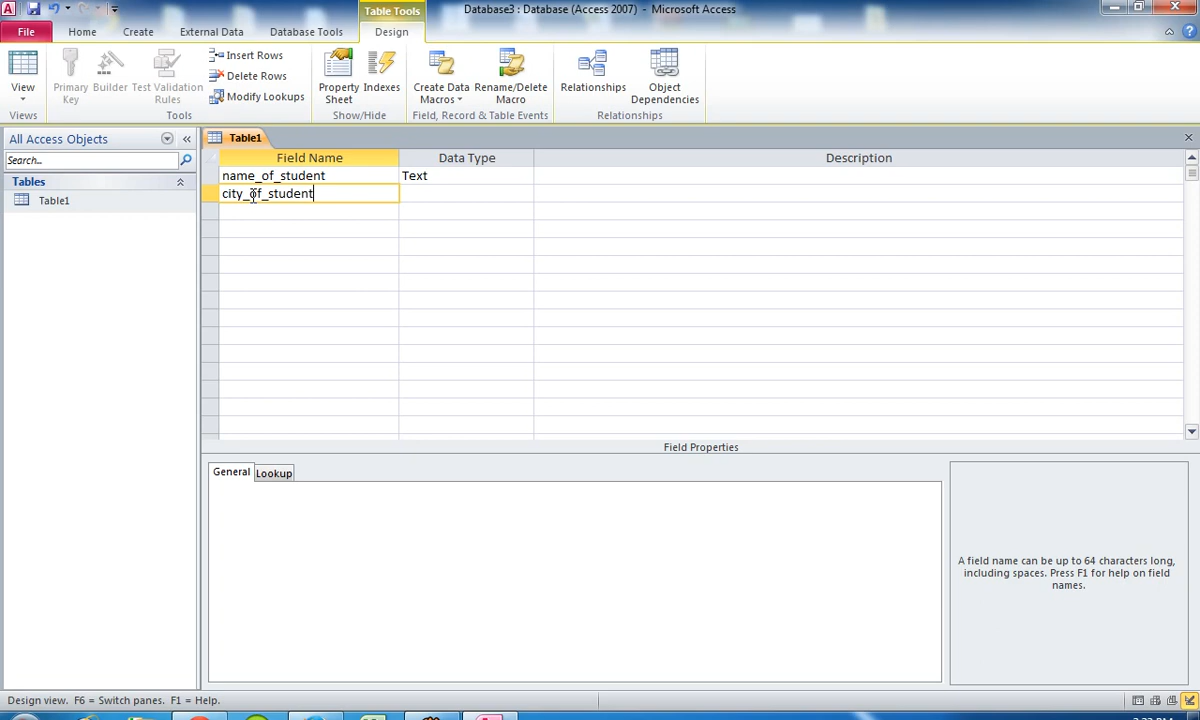 Table Tools
Database3 : Database (Access 2007) - Microsoft Access
File
Home
Create
External Data
Database Tools
Design
View
Primary Key
Builder
Test Validation Rules
Insert Rows
Delete Rows
Modify Lookups
Property Sheet
Indexes
Create Data Macros
Rename/Delete Macro
Relationships
Object Dependencies
Views
Tools
Show/Hide
Field, Record & Table Events
Relationships
All Access Objects
Search...
Tables
Table1
Table1
Field Name
Data Type
Description
name_of_student
Text
city_of_student
Field Properties
General
Lookup
A field name can be up to 64 characters long,
including spaces. Press F1 for help on field
names.
Design view. F6 = Switch panes. F1 = Help.